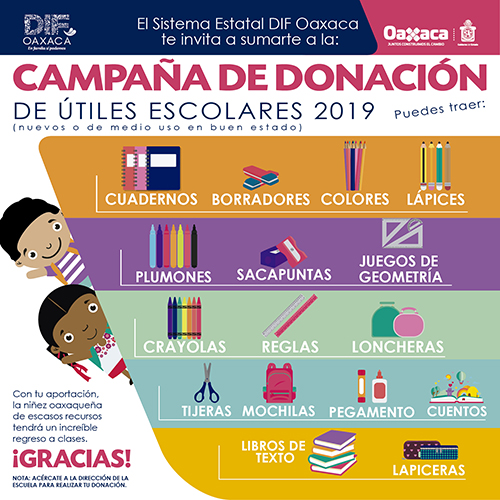 DIF
OAXACA
En familia si podemos
El Sistema Estatal DIF Oaxaca
te invita a sumarte a la:
Oaxaca
JUNTOS CONSTRUIMOS EL CAMBIO
CAMPAÑA DE DONACIÓN
DE ÚTILES ESCOLARES 2019
(nuevos o de medio uso en buen estado)
Puedes traer:
CUADERNOS
BORRADORES
COLORES
LÁPICES
PLUMONES
SACAPUNTAS
JUEGOS DE
GEOMETRÍA
CRAYOLAS
REGLAS
LONCHERAS
TIJERAS
MOCHILAS
PEGAMENTO
CUENTOS
LIBROS DE
TEXTO
LAPICERAS
Con tu aportación,
la niñez oaxaqueña
de escasos recursos
tendrá un increíble
regreso a clases.
¡GRACIAS!
NOTA: ACÉRCATE A LA DIRECCIÓN DE LA
ESCUELA PARA REALIZAR TU DONACIÓN.